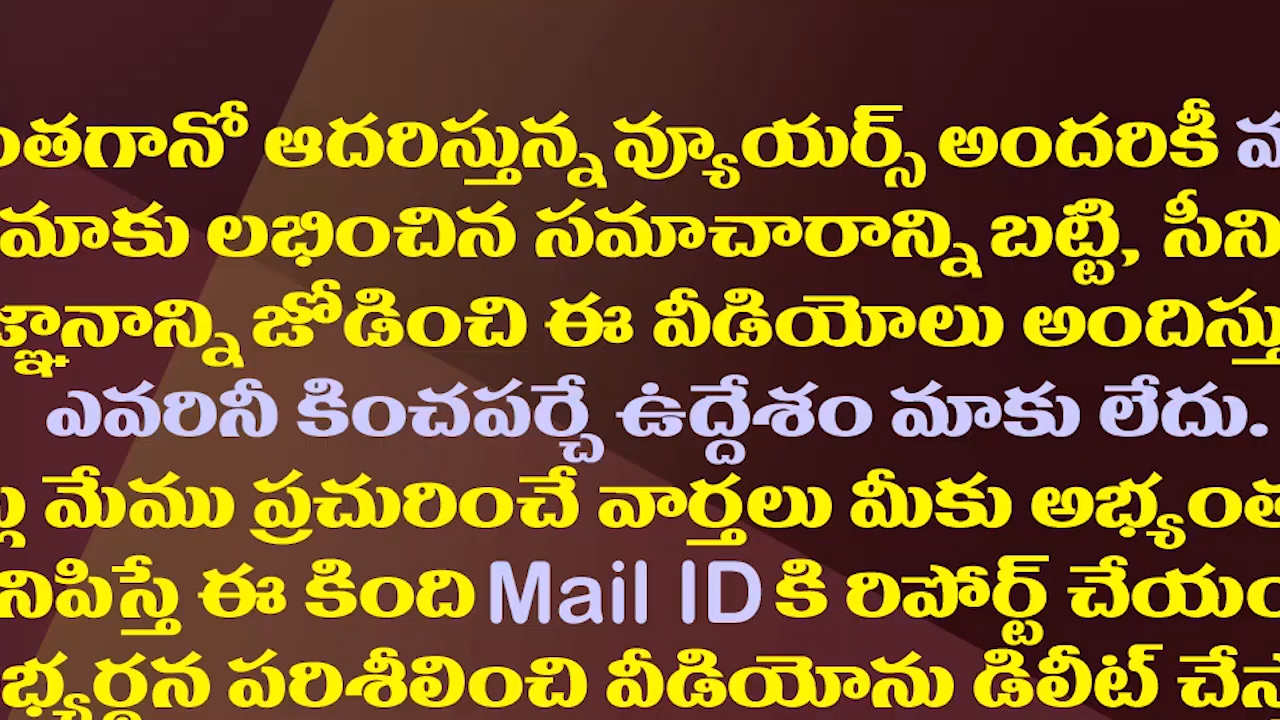 ంతగానో ఆదరిస్తున్న వ్యూయర్స్ అందరికీ
మాకు లభించిన సమాచారాన్ని బట్టి, సిని
జ్ఞానాన్ని జోడించి ఈ వీడియోలు అందిస్తు
ఎవరినీ కించపర్చే ఉద్దేశం మాకు లేదు.
మేము ప్రచురించే వార్తలు మీకు అభ్యంత
నిపిస్తే ఈ కింది Mail ID కి రిపోర్ట్ చేయం
భ్యర్థన పరిశీలించి వీడియోను డిలీట్ చేస